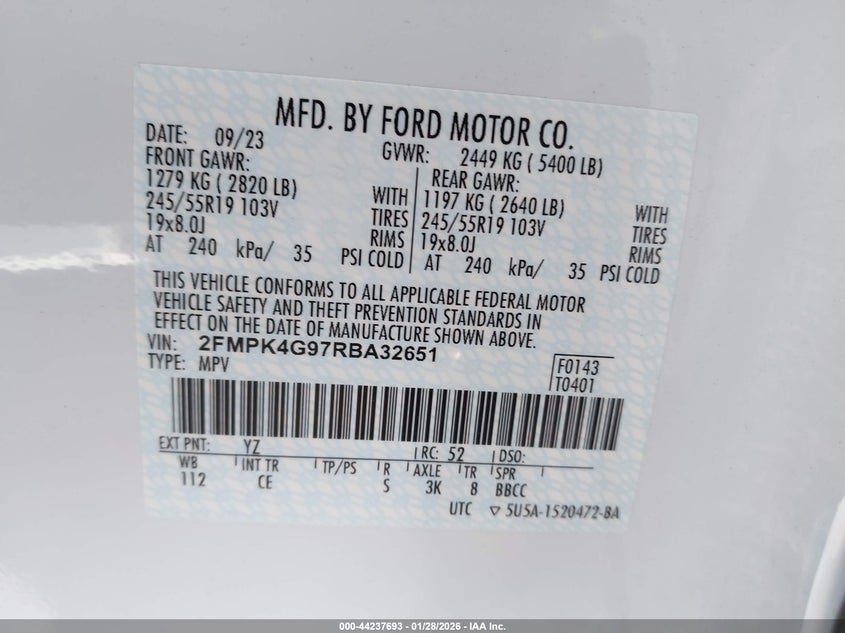 MFD. BY FORD MOTOR CO.
DATE: 09/23 GVWR: 2449 KG ( 5400 LB)
FRONT GAWR: REAR GAWR:
1279 KG ( 2820 LB) WITH 1197 KG ( 2640 LB) WITH
245/55R19 103V TIRES 245/55R19 103V TIRES
19x8.0J RIMS 19x8.0J RIMS
AT 240 kPa/ 35 PSI COLD AT 240 kPa/ 35 PSI COLD
THIS VEHICLE CONFORMS TO ALL APPLICABLE FEDERAL MOTOR
VEHICLE SAFETY AND THEFT PREVENTION STANDARDS IN
EFFECT ON THE DATE OF MANUFACTURE SHOWN ABOVE.
VIN: 2FMPK4G97RBA32651
TYPE: MPV F0143
T0401
EXT PNT: YZ RC: 52 DSO:
WB INT TR TP/PS R AXLE TR SPR
112 CE S 3K 8 BBCC
UTC ▽ 5U5A-1520472-BA
000-44237693 - 01/28/2026 - IAA Inc.